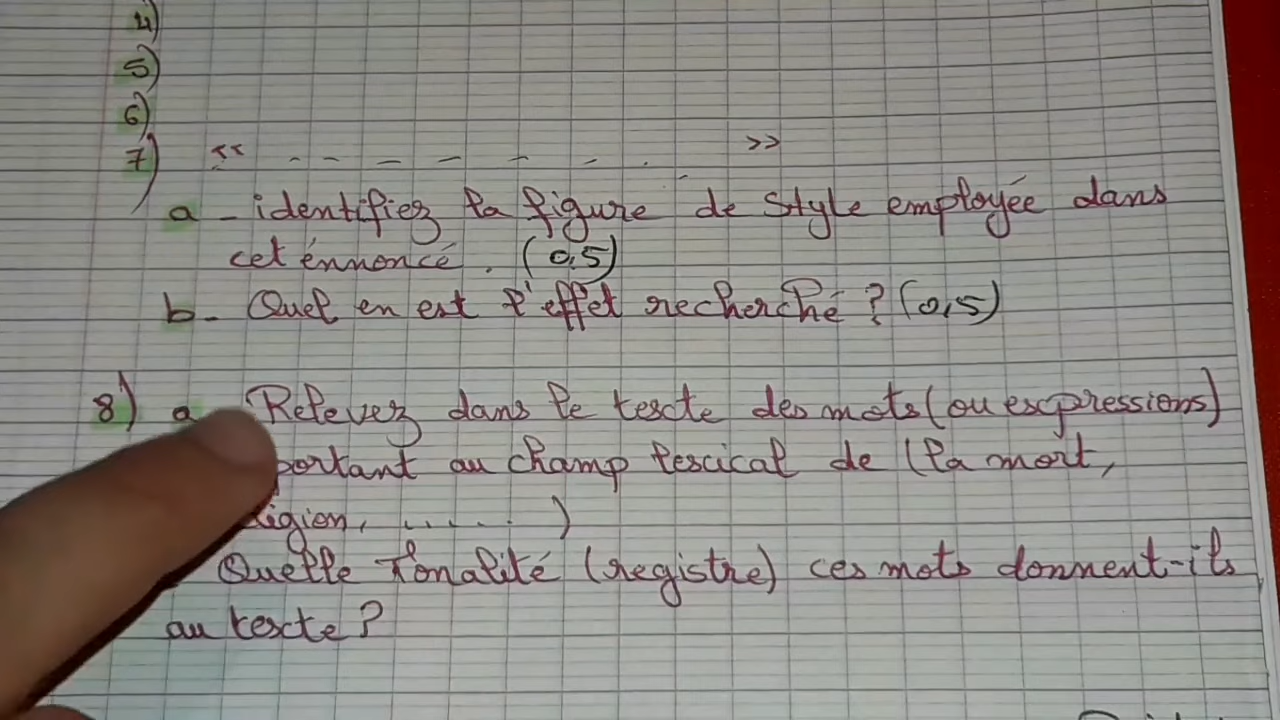 4)
5)
6)
7) << - - - - - - . >>
a - identifiez la figure de style employée dans
cet énnoncé. (0,5)
b - Quel en est l'effet recherché ? (0,5)
8) a Relevez dans le texte des mots (ou expressions)
portant au champ lexical de (la mort,
ligion, ......)
Quelle tonalité (registre) ces mots donnent-ils
au texte ?